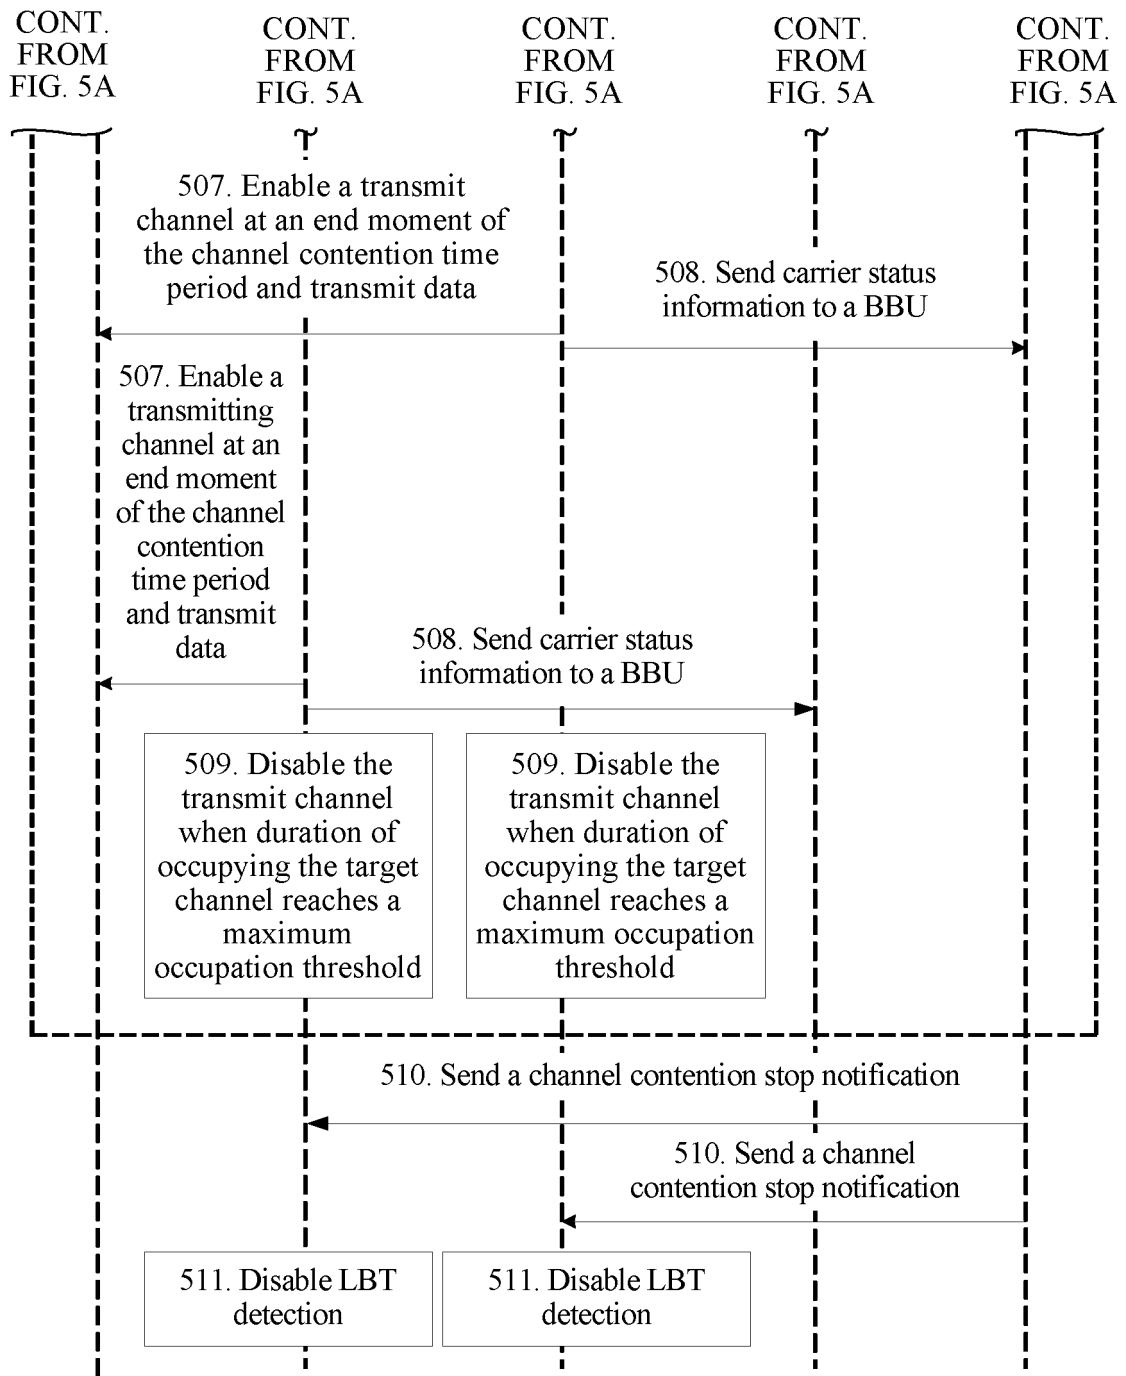 CONT.
FROM
FIG. 5A
CONT.
FROM
FIG. 5A
CONT.
FROM
FIG. 5A
CONT.
FROM
FIG. 5A
CONT.
FROM
FIG. 5A
507. Enable a transmit
channel at an end moment of
the channel contention time
period and transmit data
508. Send carrier status
information to a BBU
507. Enable a
transmitting
channel at an
end moment
of the channel
contention
time period
and transmit
data
508. Send carrier status
information to a BBU
509. Disable the
transmit channel
when duration of
occupying the target
channel reaches a
maximum
occupation threshold
509. Disable the
transmit channel
when duration of
occupying the target
channel reaches a
maximum occupation
threshold
510. Send a channel contention stop notification
510. Send a channel
contention stop notification
511. Disable LBT
detection
511. Disable LBT
detection